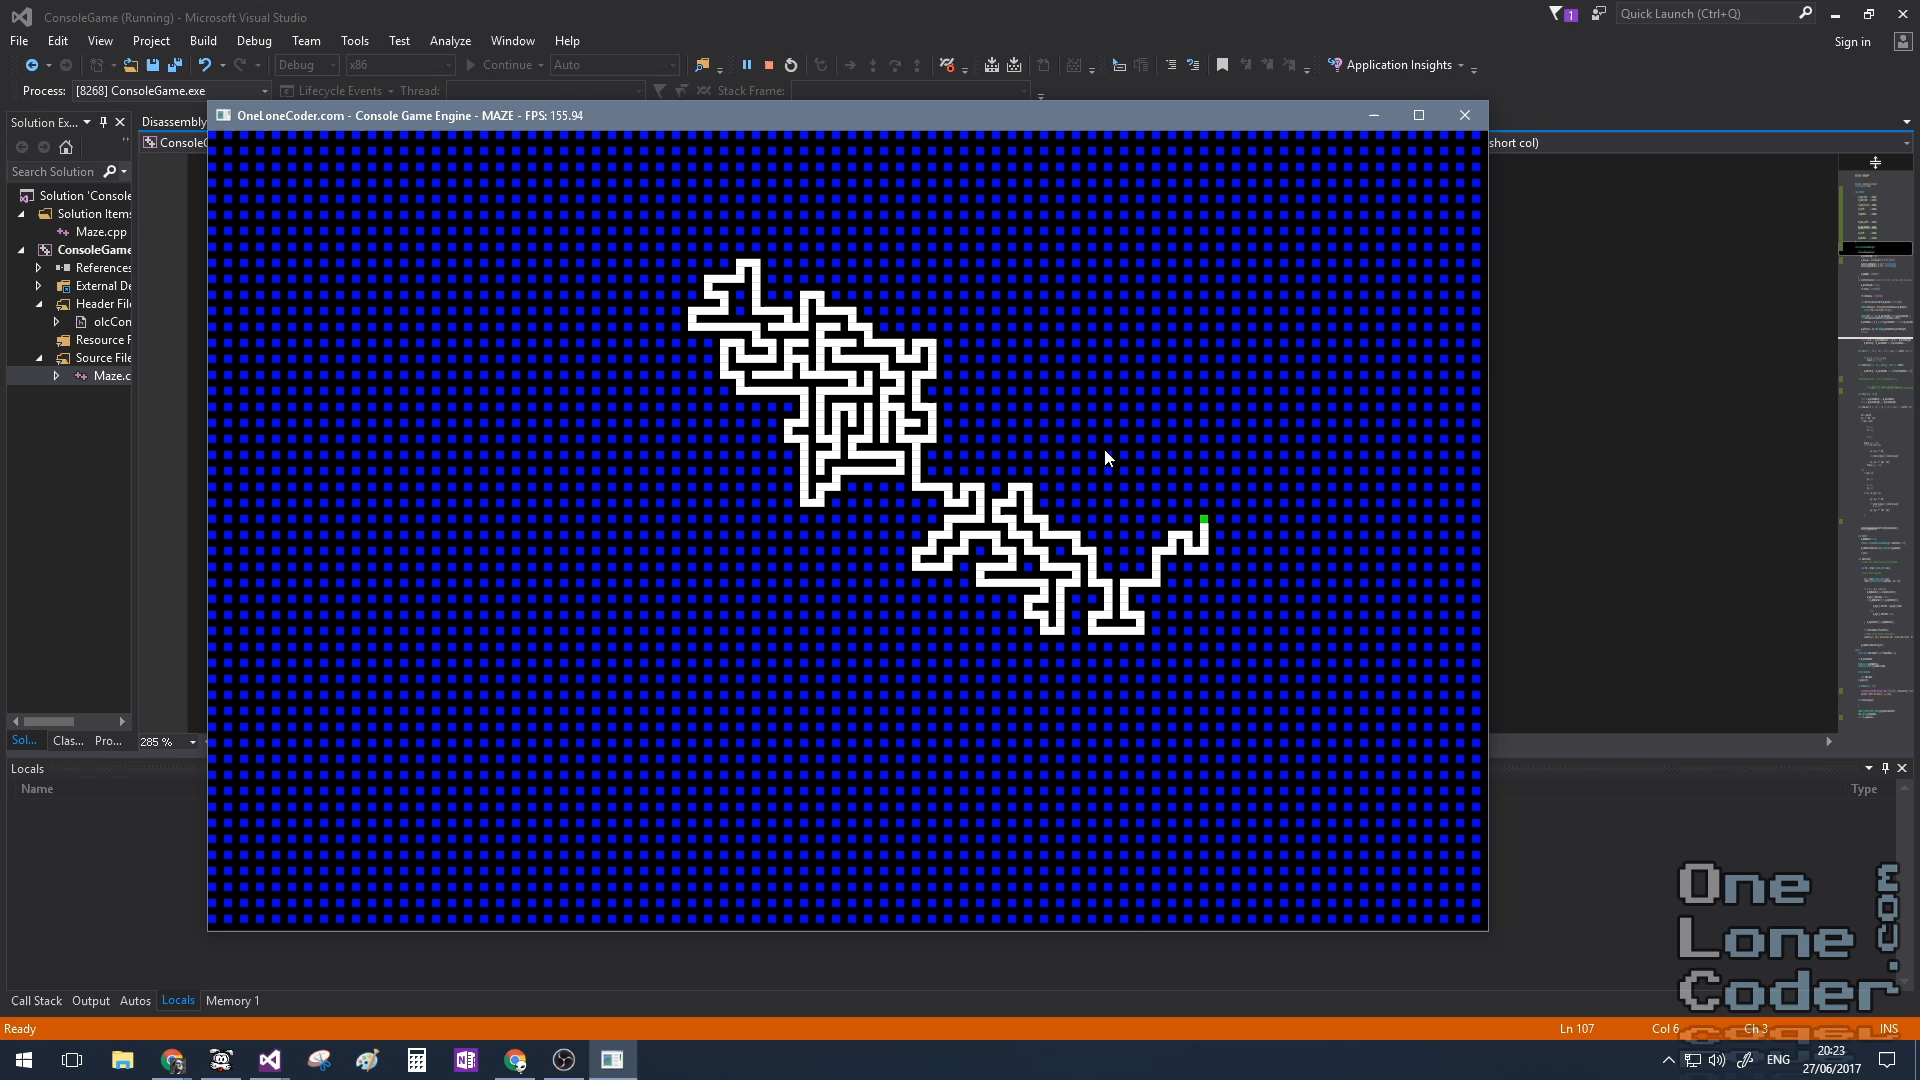 ConsoleGame (Running) - Microsoft Visual Studio
1
Quick Launch (Ctrl+Q)
File Edit View Project Build Debug Team Tools Test Analyze Window Help
Sign in
Debug x86 Continue Auto Application Insights
Process: [8268] ConsoleGame.exe Lifecycle Events Thread: Stack Frame:
Solution Ex...
Disassembly
OneLoneCoder.com - Console Game Engine - MAZE - FPS: 155.94
ConsoleG
short col)
Search Solution
Solution 'Console
Solution Items
Maze.cpp
ConsoleGame
References
External De
Header File
olcCon
Resource F
Source File
Maze.c
Sol... Clas... Pro...
285 %
Locals
Name
Type
Call Stack Output Autos Locals Memory 1
One
Lone
Coder
.com
Ready
Ln 107 Col 6 Ch 3 INS
ENG
20:23
27/06/2017